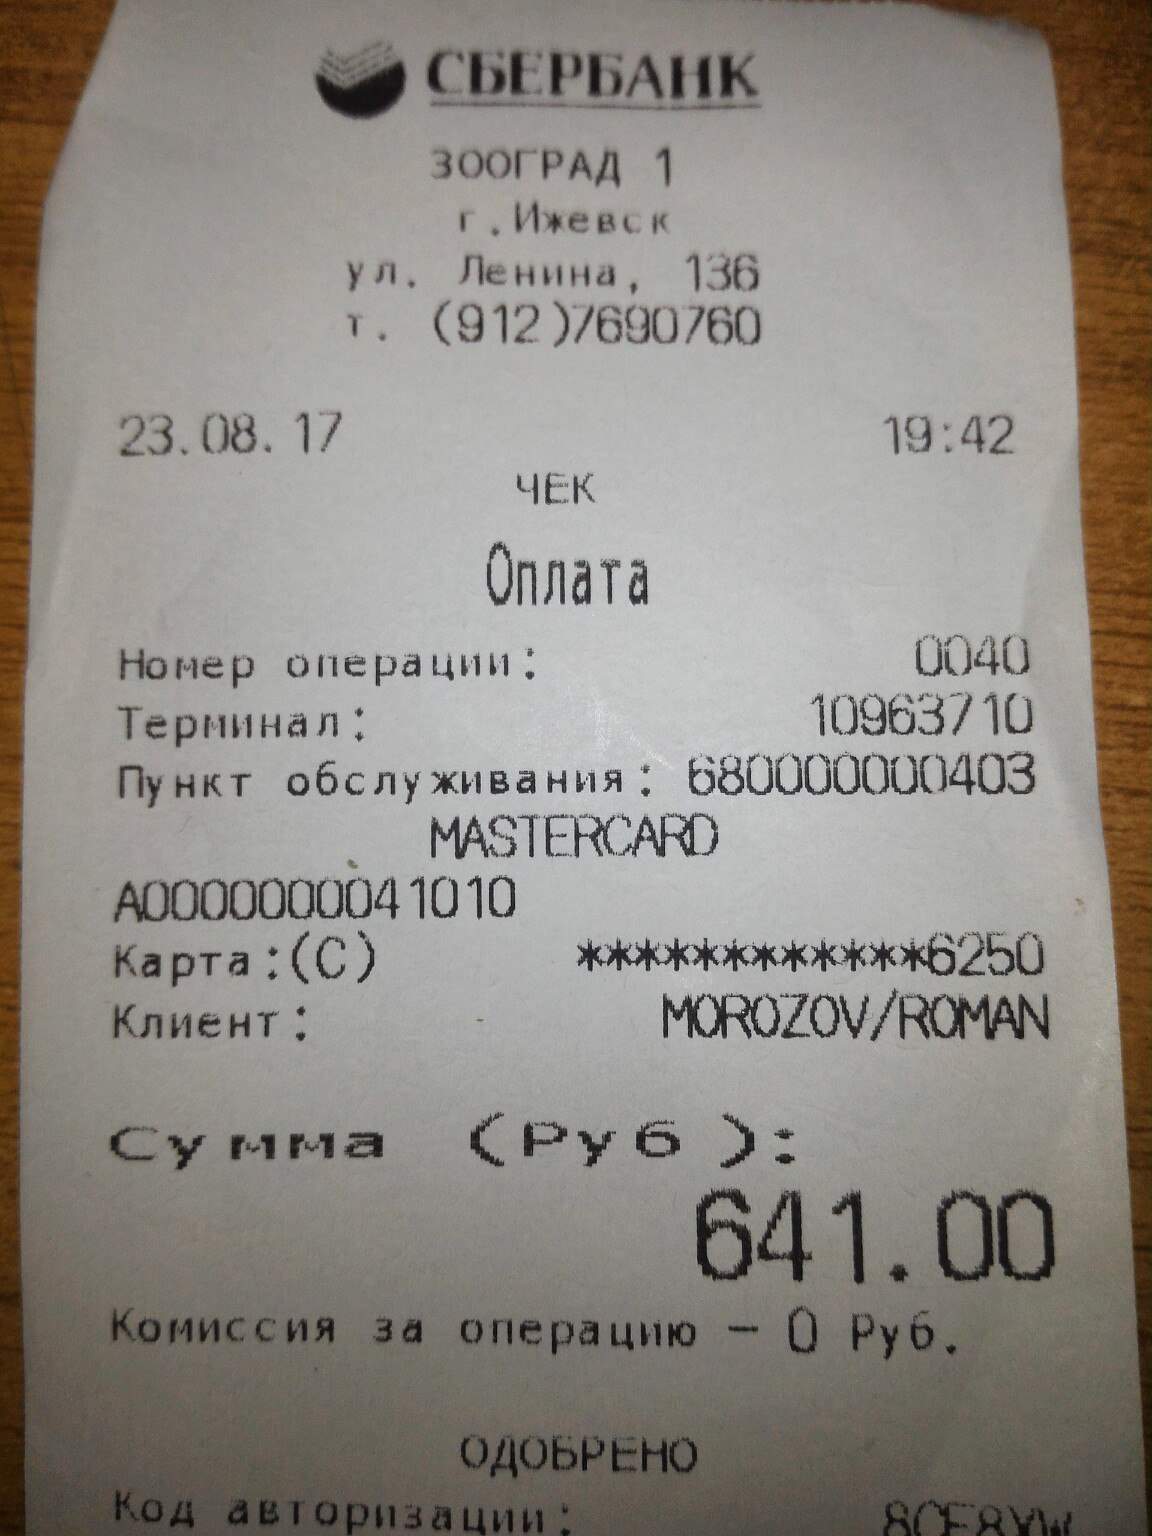 СБЕРБАНК
ЗООГРАД 1
г.Ижевск
ул. Ленина, 136
т. (912)7690760
23.08.17 19:42
ЧЕК
Оплата
Номер операции: 0040
Терминал: 10963710
Пункт обслуживания: 680000000403
MASTERCARD
A0000000041010
Карта:(C) ************6250
Клиент: MOROZOV/ROMAN
Сумма (Руб):
641.00
Комиссия за операцию – 0 Руб.
ОДОБРЕНО
Код авторизации: